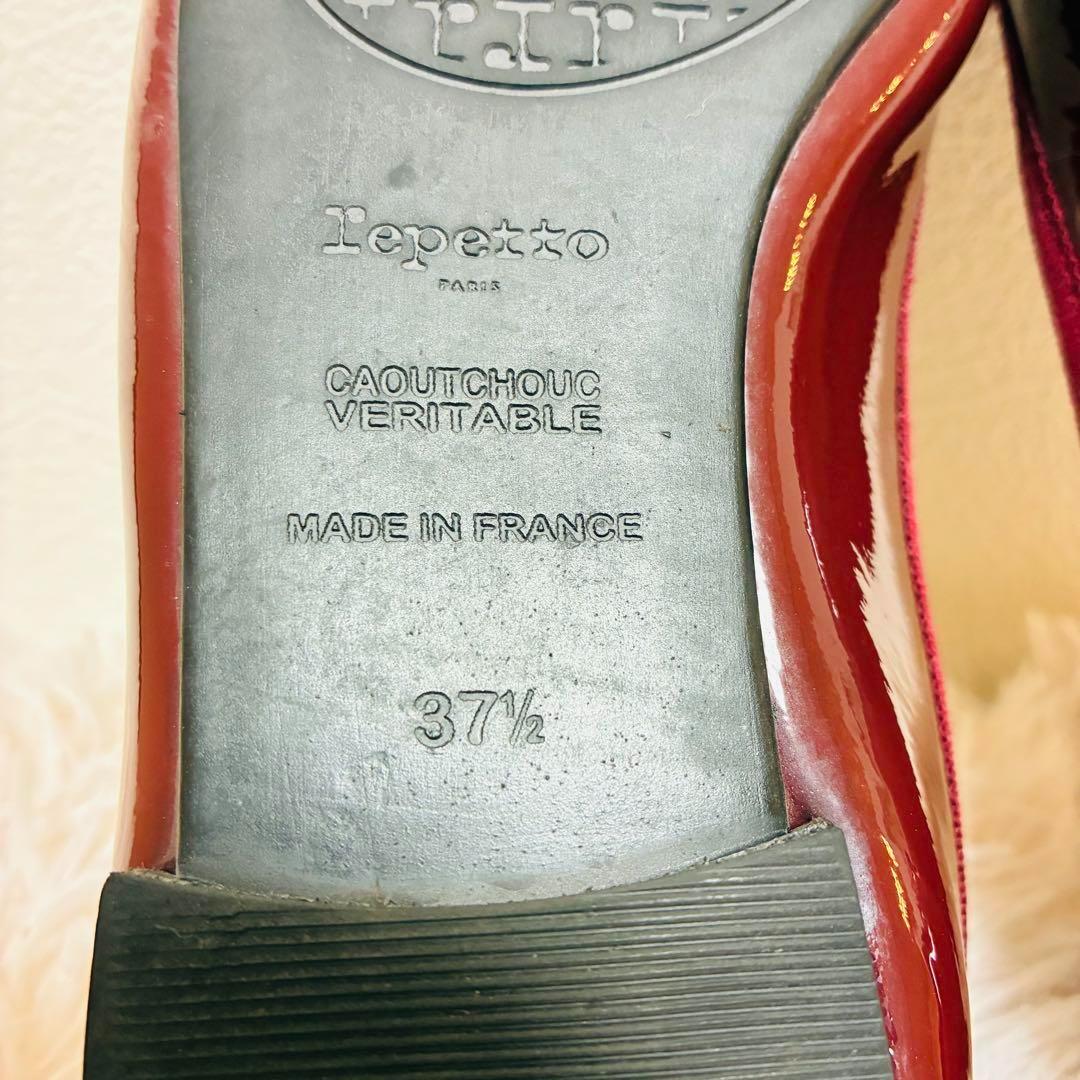 repetto
PARIS
CAOUTCHOUC
VERITABLE
MADE IN FRANCE
37½